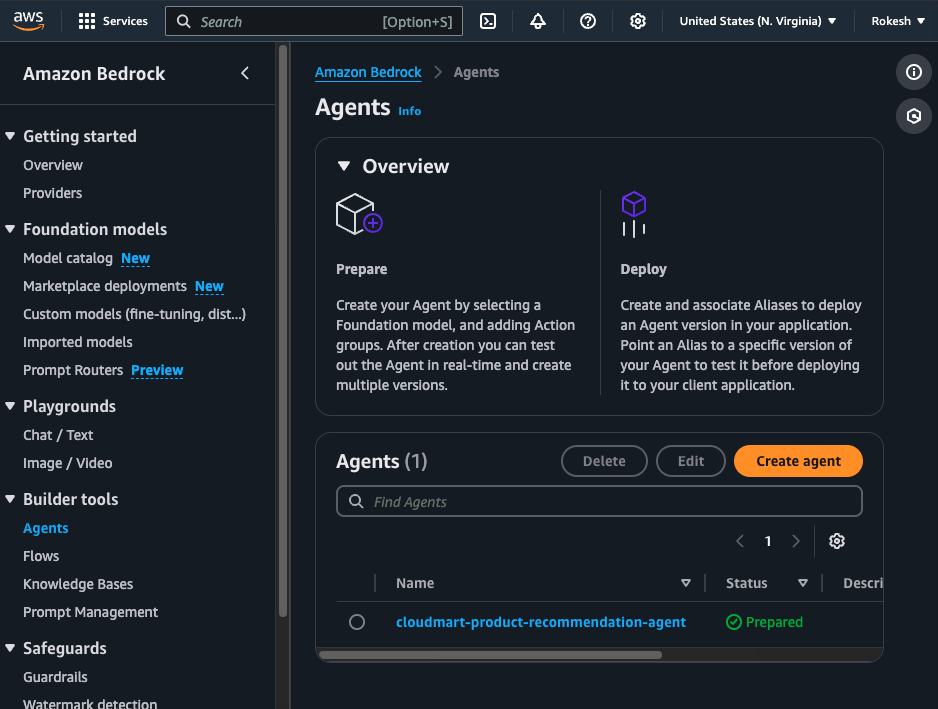 aws
Services
Search [Option+S]
United States (N. Virginia)
Rokesh
Amazon Bedrock
Getting started
Overview
Providers
Foundation models
Model catalog New
Marketplace deployments New
Custom models (fine-tuning, dist...)
Imported models
Prompt Routers Preview
Playgrounds
Chat / Text
Image / Video
Builder tools
Agents
Flows
Knowledge Bases
Prompt Management
Safeguards
Guardrails
Watermark detection
Amazon Bedrock
Agents
Agents Info
Overview
Prepare
Create your Agent by selecting a
Foundation model, and adding Action
groups. After creation you can test
out the Agent in real-time and create
multiple versions.
Deploy
Create and associate Aliases to deploy
an Agent version in your application.
Point an Alias to a specific version of
your Agent to test it before deploying
it to your client application.
Agents (1)
Delete
Edit
Create agent
Find Agents
1
Name
Status
Descri
cloudmart-product-recommendation-agent
Prepared